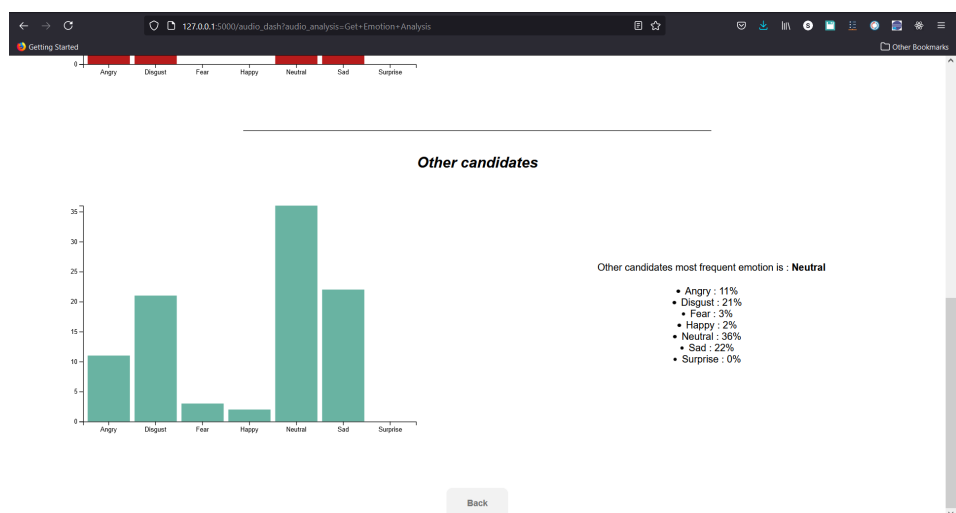 127.0.0.1:5000/audio_dash?audio_analysis=Get+Emotion+Analysis
Getting Started
Other Bookmarks
0
Angry Disgust Fear Happy Neutral Sad Surprise
Other candidates
35
30
25
20
15
10
5
0
Angry Disgust Fear Happy Neutral Sad Surprise
Other candidates most frequent emotion is : Neutral
• Angry : 11%
• Disgust : 21%
• Fear : 3%
• Happy : 2%
• Neutral : 36%
• Sad : 22%
• Surprise : 0%
Back